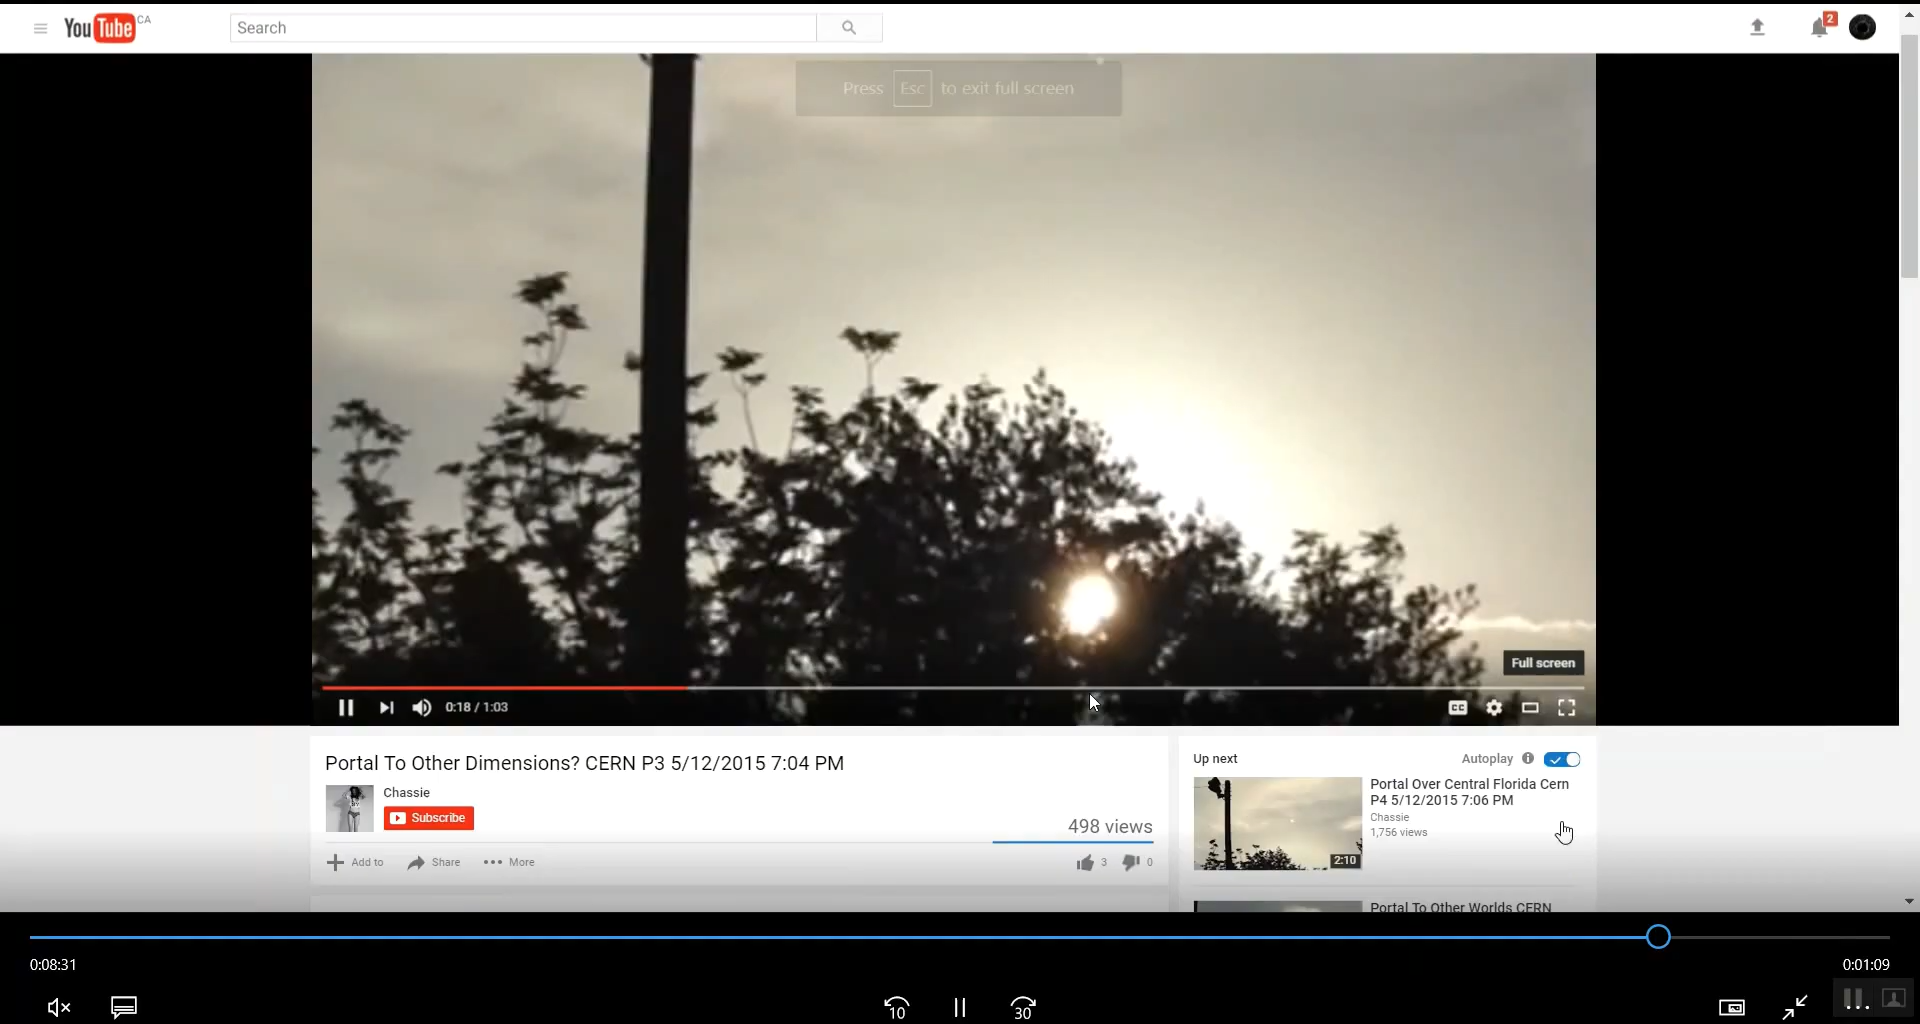 YouTube CA
Search
2
Press Esc to exit full screen
Full screen
0:18 / 1:03
CC
Portal To Other Dimensions? CERN P3 5/12/2015 7:04 PM
Chassie
Subscribe
498 views
Add to
Share
More
3
0
Up next
Autoplay
Portal Over Central Florida Cern
P4 5/12/2015 7:06 PM
Chassie
1,756 views
2:10
Portal To Other Worlds CERN
0:08:31
0:01:09
10
30